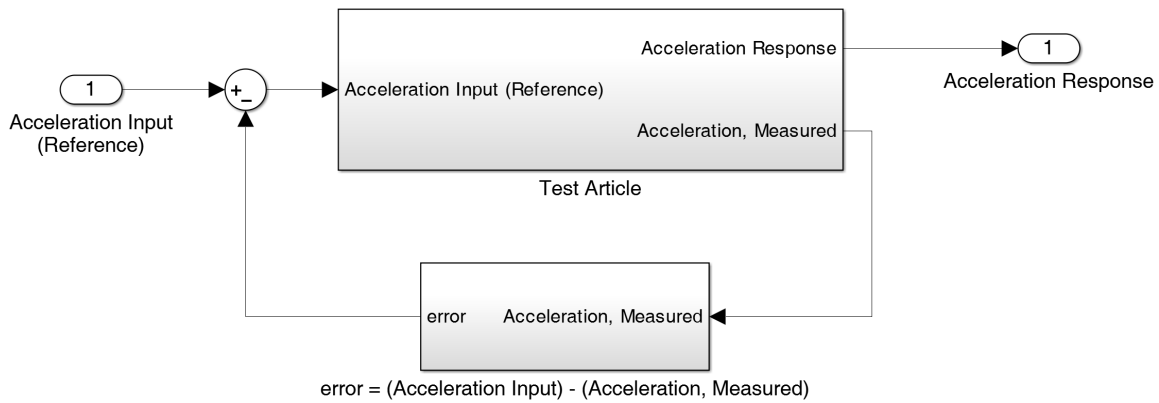 Acceleration Response
1
Acceleration Response
1
Acceleration Input
(Reference)
+
−
Acceleration Input (Reference)
Acceleration, Measured
Test Article
error
Acceleration, Measured
error = (Acceleration Input) - (Acceleration, Measured)